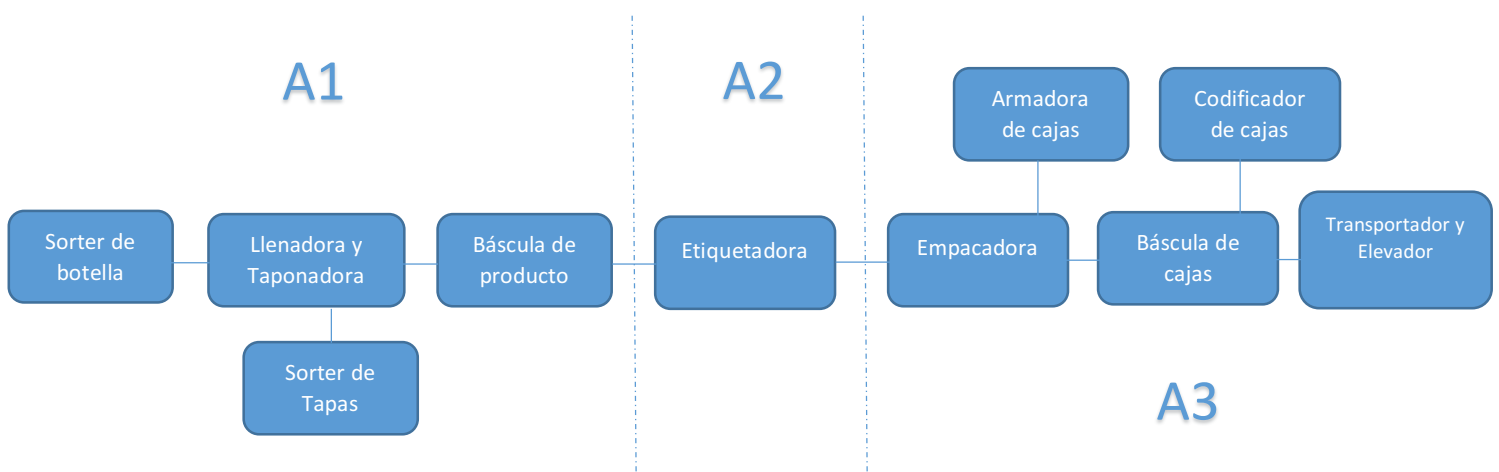 A1
A2
Armadora
de cajas
Codificador
de cajas
Sorter de
botella
Llenadora y
Taponadora
Báscula de
producto
Etiquetadora
Empacadora
Báscula de
cajas
Transportador y
Elevador
Sorter de
Tapas
A3